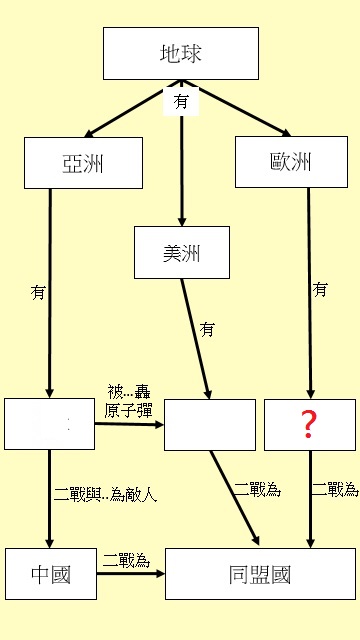 地球
有
亞洲
歐洲
美洲
有
有
有
被...轟
原子彈
?
二戰與..為敵人
二戰為
二戰為
中國
二戰為
同盟國